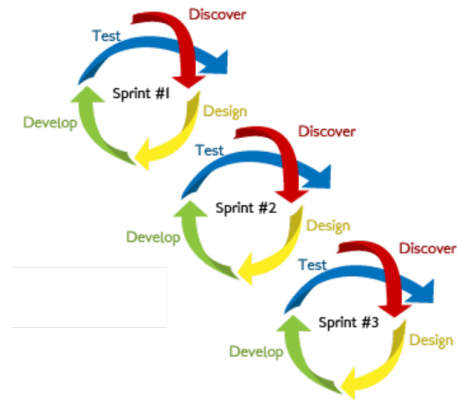 Discover
Test
Sprint #1
Design
Develop
Discover
Test
Sprint #2
Design
Develop
Discover
Test
Sprint #3
Design
Develop